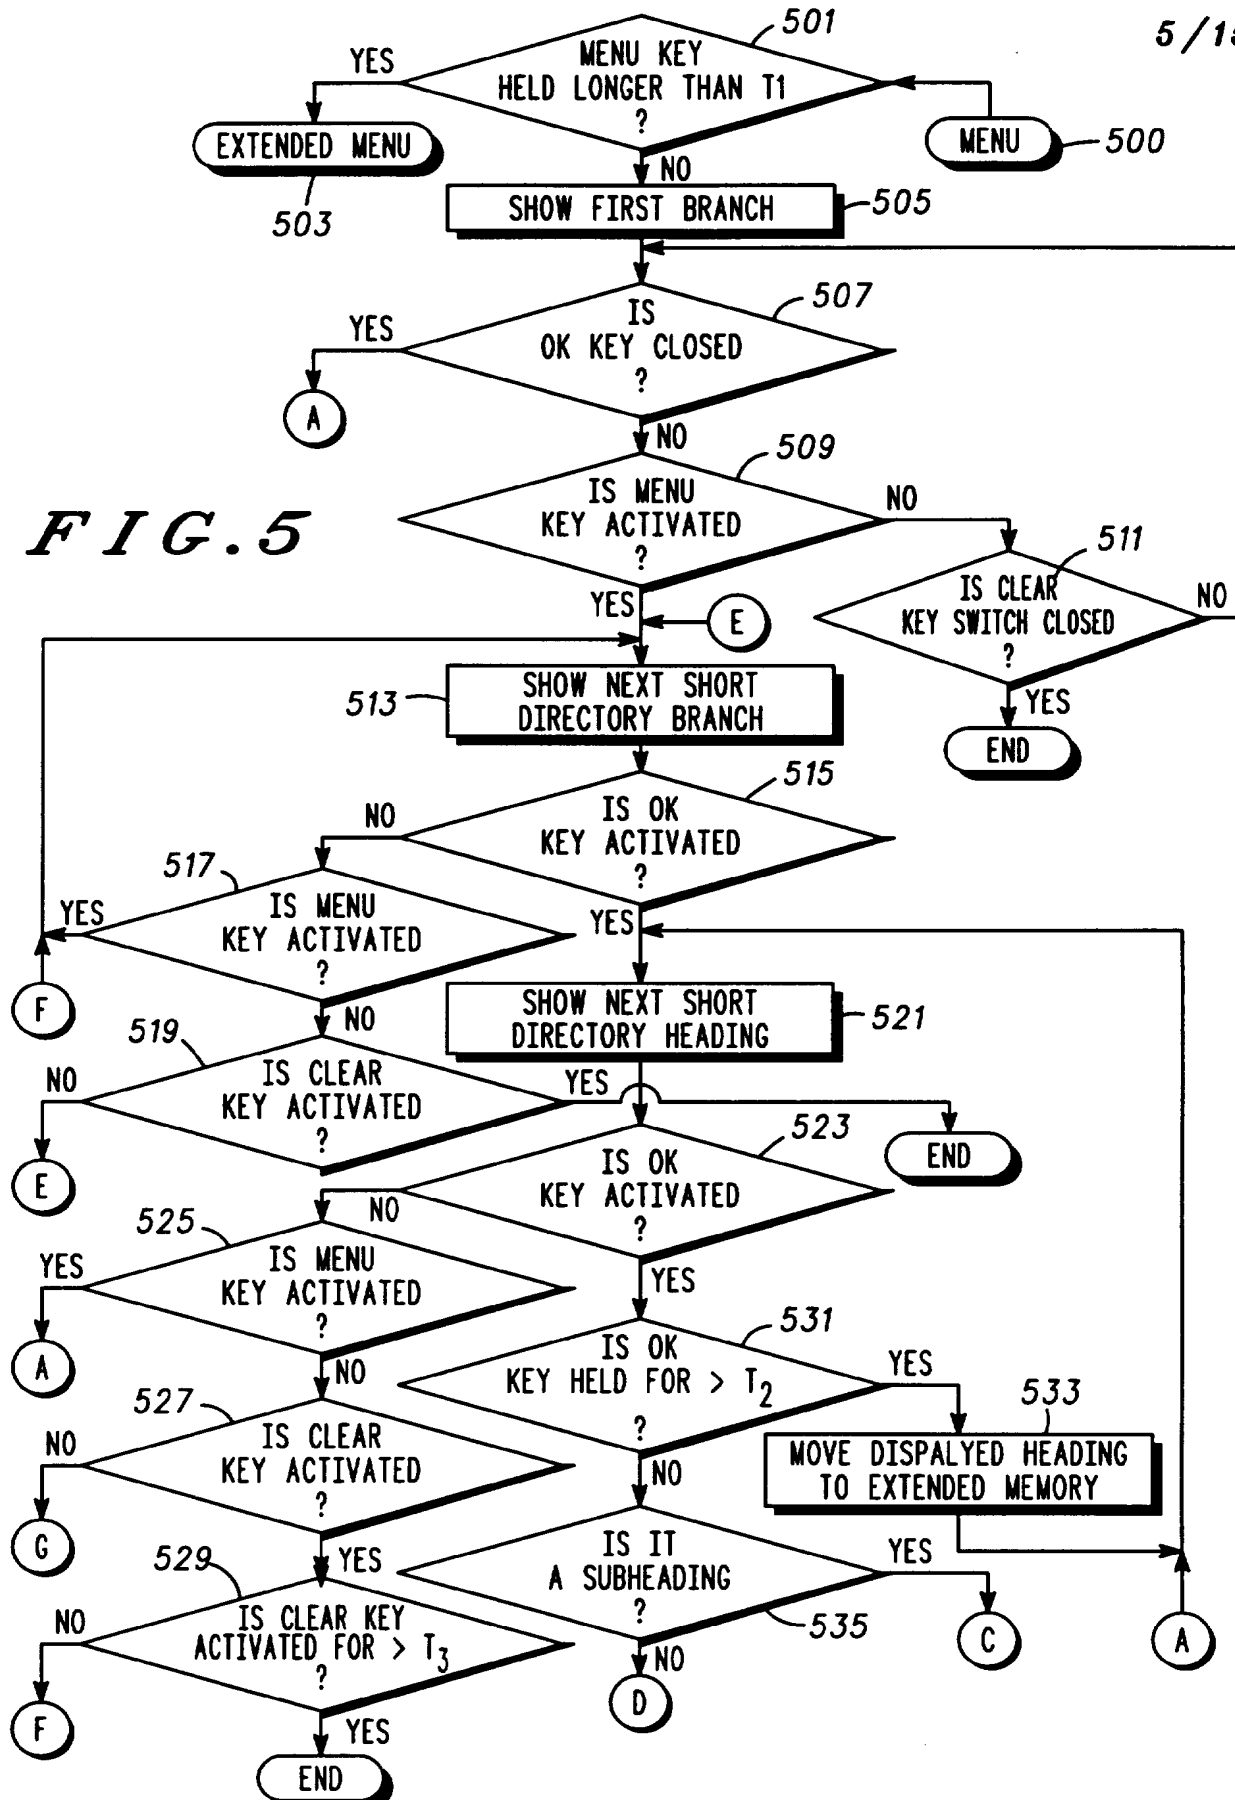 501
5/15
MENU KEY
HELD LONGER THAN T1
?
YES
EXTENDED MENU
503
MENU
500
NO
SHOW FIRST BRANCH
505
507
IS
OK KEY CLOSED
?
YES
A
NO
509
IS MENU
KEY ACTIVATED
?
NO
FIG.5
511
IS CLEAR
KEY SWITCH CLOSED
?
NO
YES
END
YES
E
513
SHOW NEXT SHORT
DIRECTORY BRANCH
515
IS OK
KEY ACTIVATED
?
NO
517
IS MENU
KEY ACTIVATED
?
YES
YES
F
NO
SHOW NEXT SHORT
DIRECTORY HEADING
521
519
IS CLEAR
KEY ACTIVATED
?
NO
YES
E
END
523
IS OK
KEY ACTIVATED
?
NO
525
IS MENU
KEY ACTIVATED
?
YES
A
NO
YES
531
IS OK
KEY HELD FOR > T2
?
YES
533
MOVE DISPALYED HEADING
TO EXTENDED MEMORY
527
IS CLEAR
KEY ACTIVATED
?
NO
G
YES
NO
IS IT
A SUBHEADING
?
YES
535
C
A
NO
D
529
IS CLEAR KEY
ACTIVATED FOR > T3
?
NO
F
YES
END